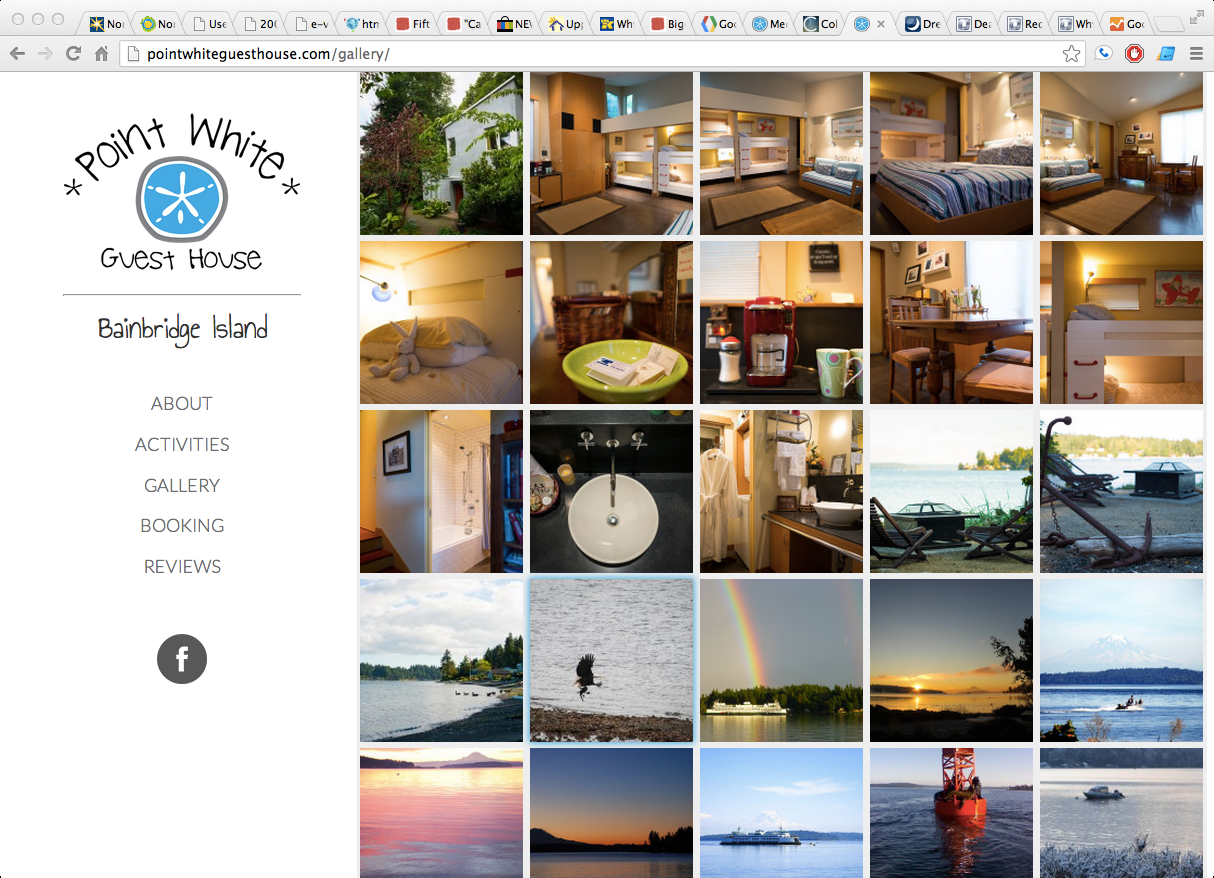 Nor
Nor
Use
200
e-v
htn
Fift
"Ca
NEV
Upp
Wh
Big
Goo
Me
Col
Dre
Dea
Rec
Wh
Goo
pointwhiteguesthouse.com/gallery/
*Point White*
Guest House
Bainbridge Island
ABOUT
ACTIVITIES
GALLERY
BOOKING
REVIEWS
f